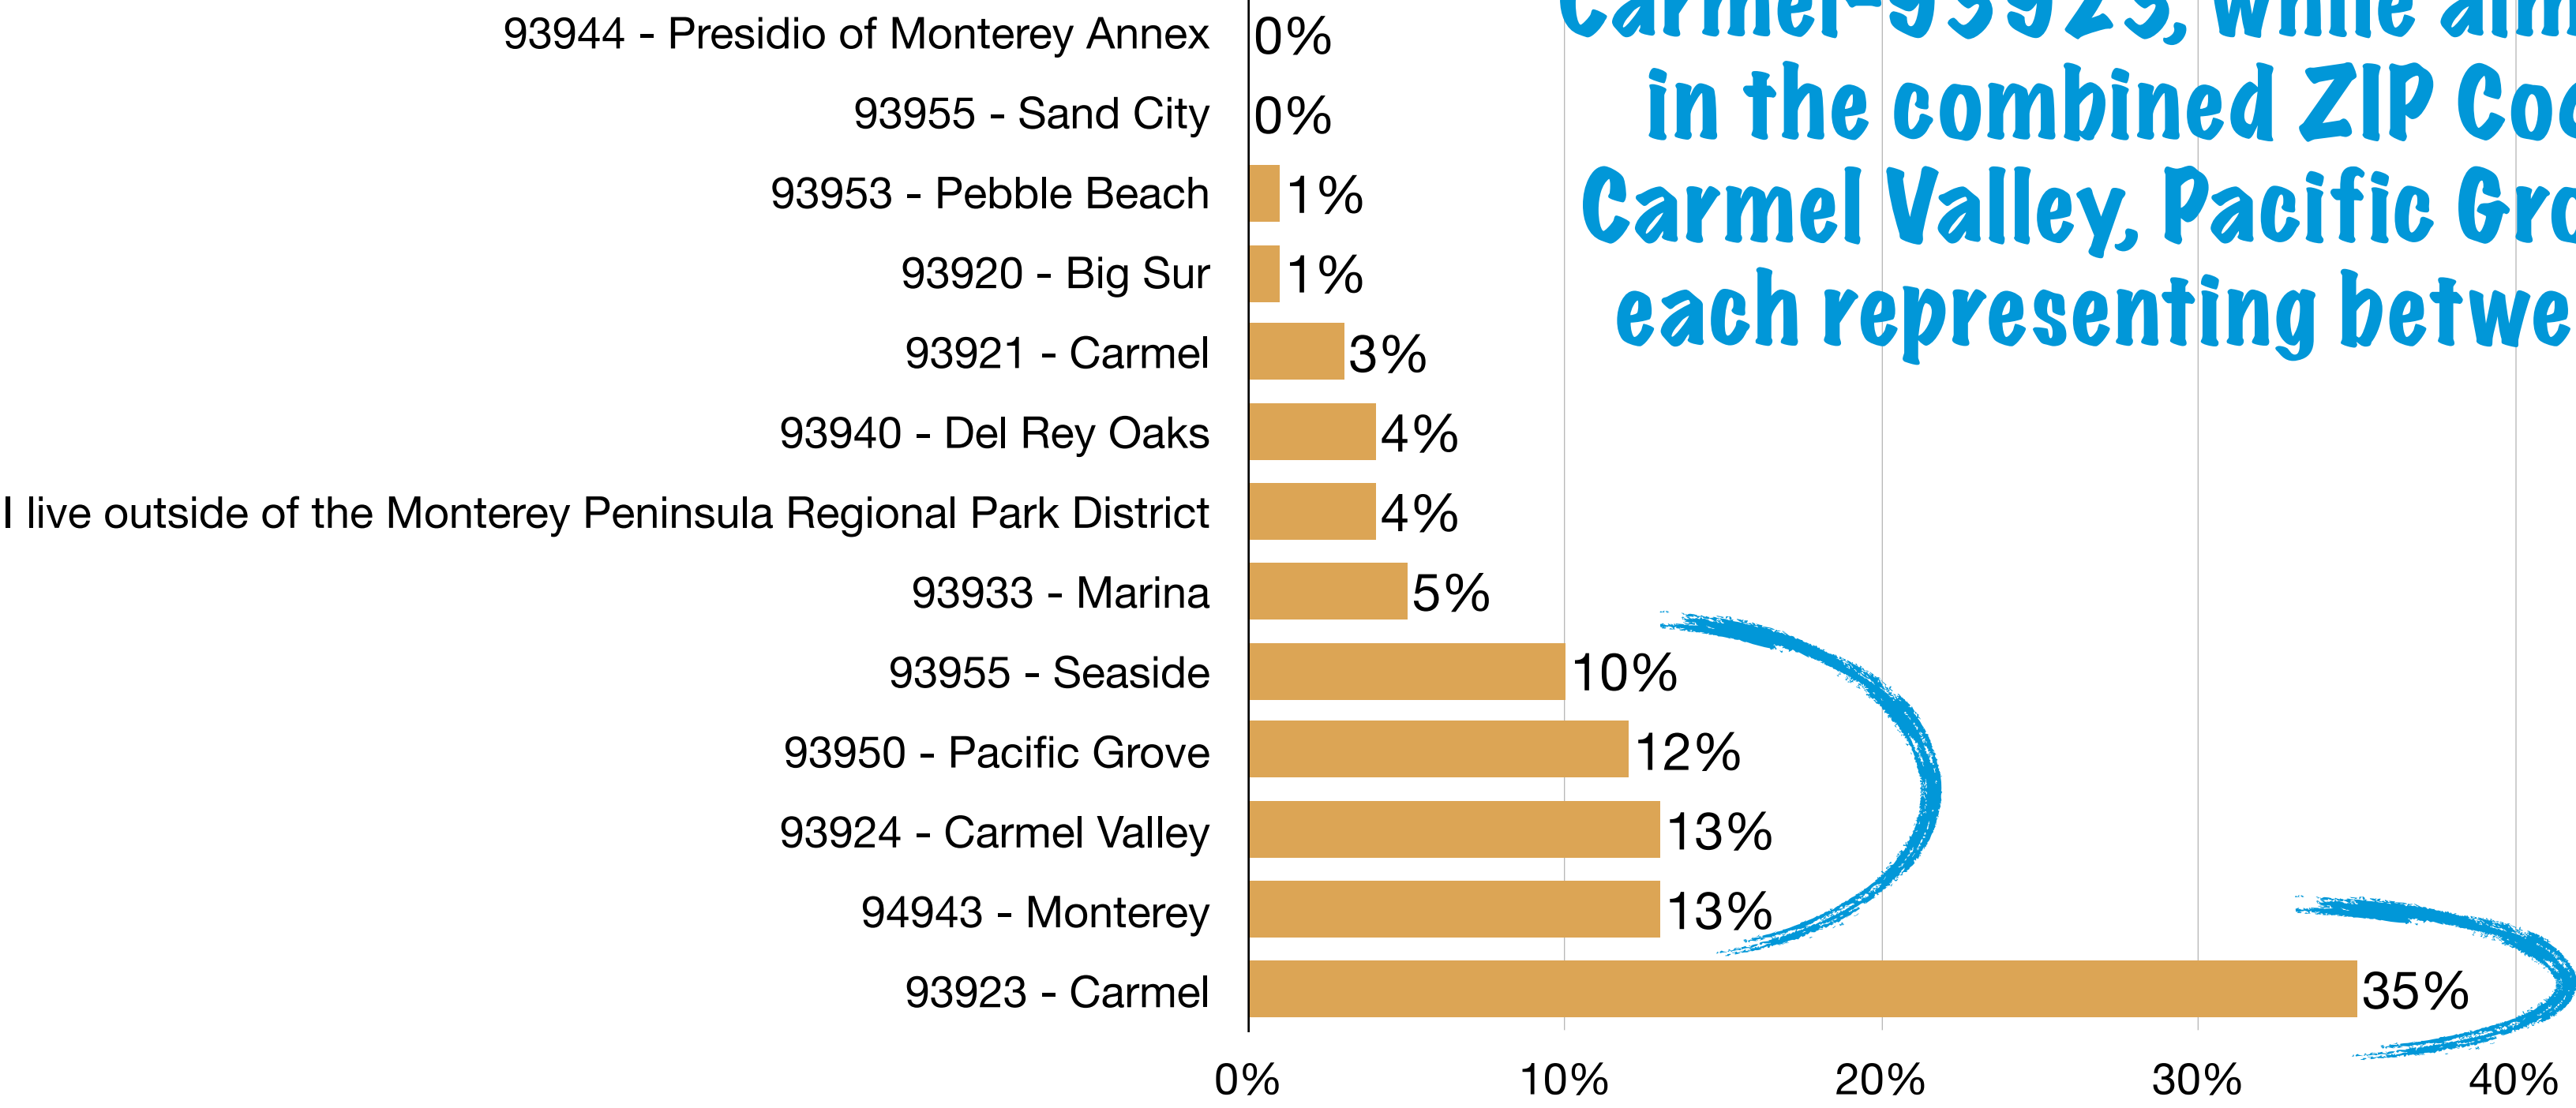 93944 - Presidio of Monterey Annex 0%
93955 - Sand City 0%
93953 - Pebble Beach 1%
93920 - Big Sur 1%
93921 - Carmel 3%
93940 - Del Rey Oaks 4%
I live outside of the Monterey Peninsula Regional Park District 4%
93933 - Marina 5%
93955 - Seaside 10%
93950 - Pacific Grove 12%
93924 - Carmel Valley 13%
94943 - Monterey 13%
93923 - Carmel 35%
0% 10% 20% 30% 40%
Carmel-93923, while
in the combined ZIP
Carmel Valley, Pacific
each representing